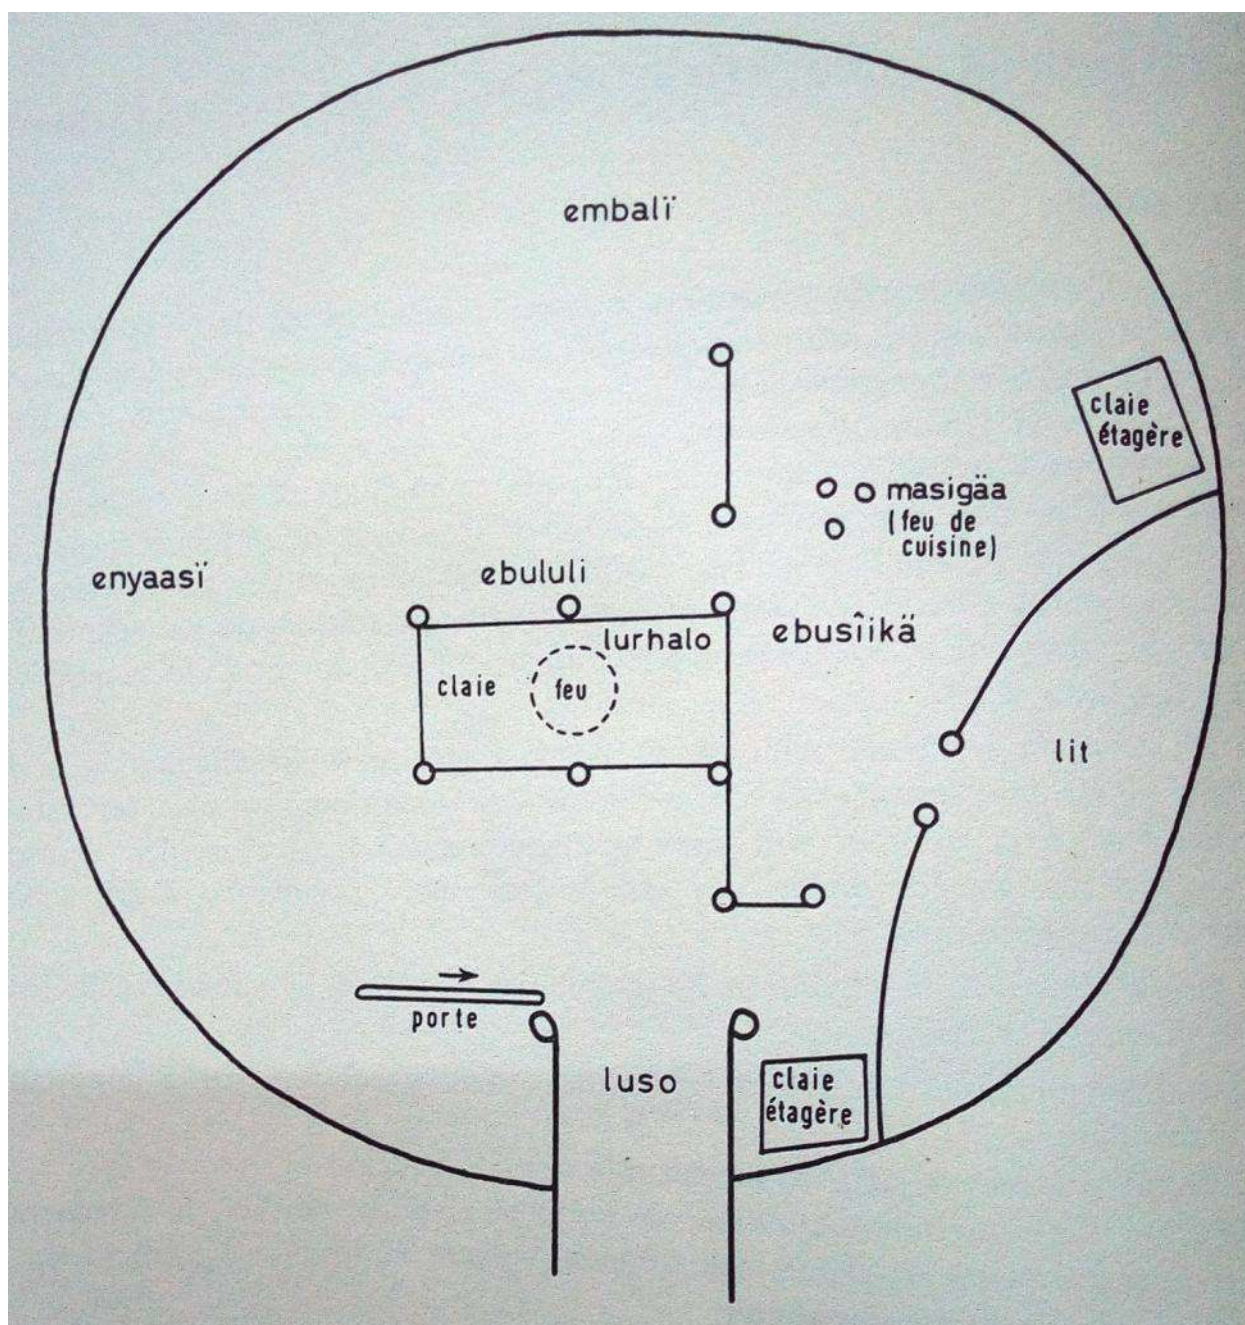 embalï
claie
étagère
masigäa
(feu de
cuisine)
enyaasï
ebululi
lurhalo
ebusîikä
claie
feu
lit
porte
luso
claie
étagère